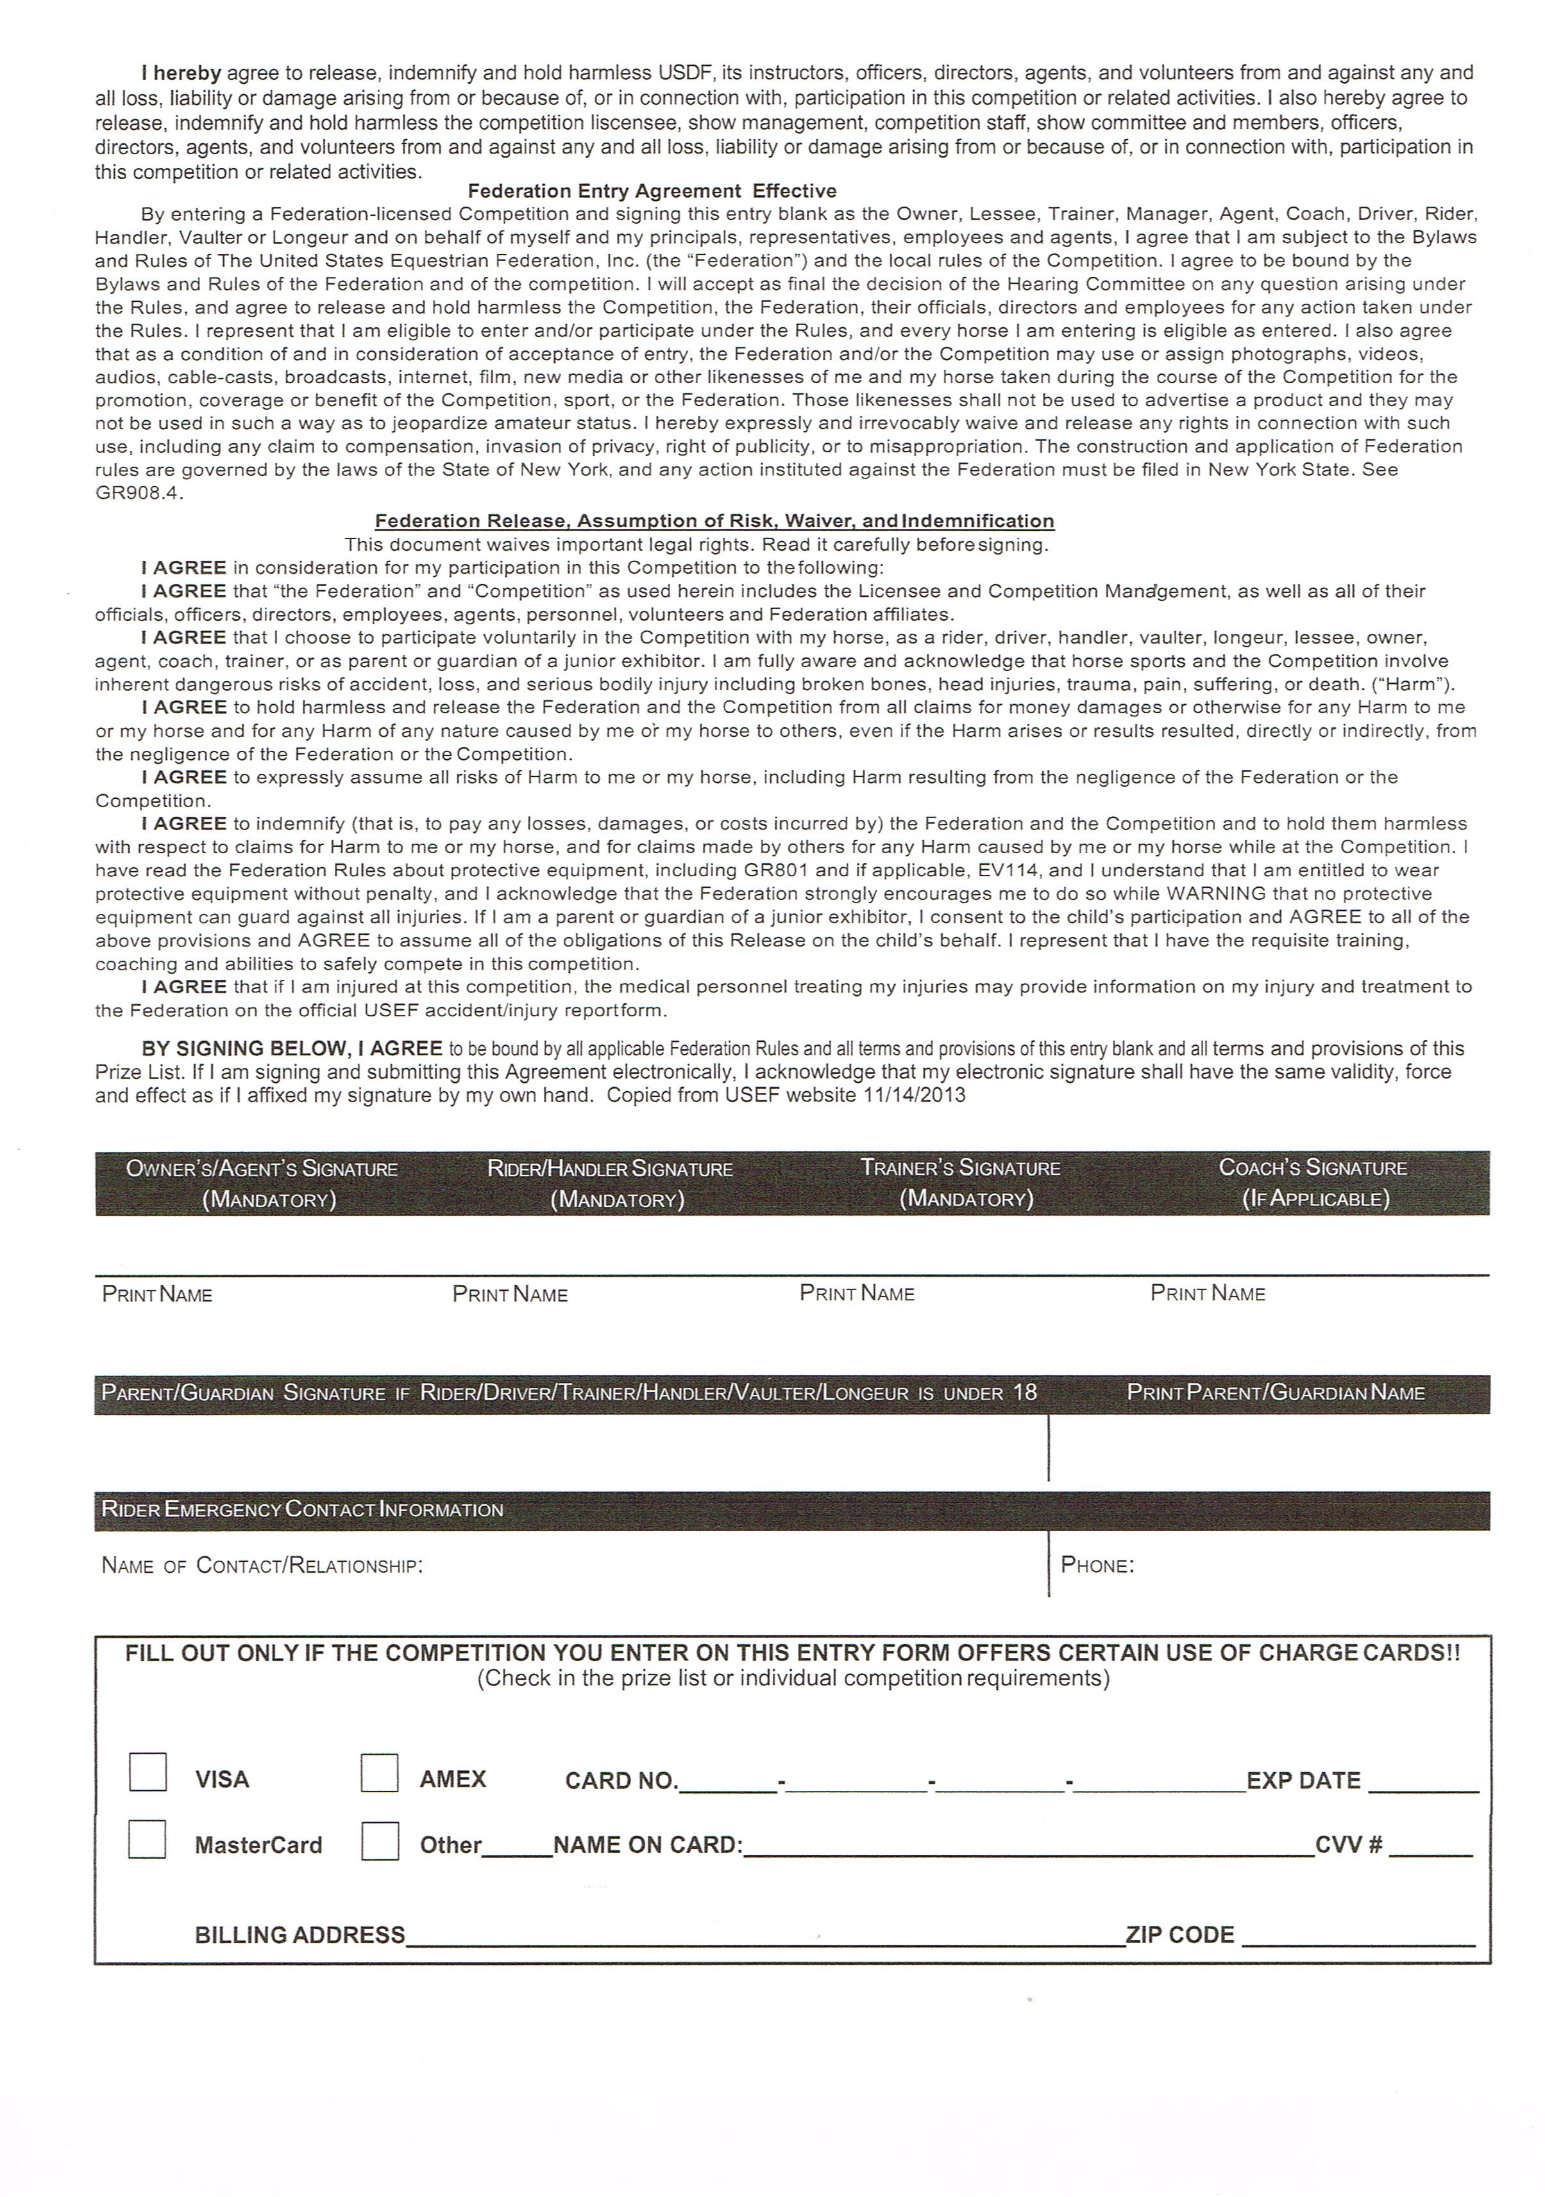 I hereby agree to release, indemnify and hold harmless USDF, its instructors, officers, directors, agents, and volunteers from and against any and
all loss, liability or damage arising from or because of, or in connection with, participation in this competition or related activities. I also hereby agree to
release, indemnify and hold harmless the competition liscensee, show management, competition staff, show committee and members, officers,
directors, agents, and volunteers from and against any and all loss, liability or damage arising from or because of, or in connection with, participation in
this competition or related activities.
Federation Entry Agreement Effective
By entering a Federation-licensed Competition and signing this entry blank as the Owner, Lessee, Trainer, Manager, Agent, Coach, Driver, Rider,
Handler, Vaulter or Longeur and on behalf of myself and my principals, representatives, employees and agents, I agree that I am subject to the Bylaws
and Rules of The United States Equestrian Federation, Inc. (the “Federation”) and the local rules of the Competition. I agree to be bound by the
Bylaws and Rules of the Federation and of the competition. I will accept as final the decision of the Hearing Committee on any question arising under
the Rules, and agree to release and hold harmless the Competition, the Federation, their officials, directors and employees for any action taken under
the Rules. I represent that I am eligible to enter and/or participate under the Rules, and every horse I am entering is eligible as entered. I also agree
that as a condition of and in consideration of acceptance of entry, the Federation and/or the Competition may use or assign photographs, videos,
audios, cable-casts, broadcasts, internet, film, new media or other likenesses of me and my horse taken during the course of the Competition for the
promotion, coverage or benefit of the Competition, sport, or the Federation. Those likenesses shall not be used to advertise a product and they may
not be used in such a way as to jeopardize amateur status. I hereby expressly and irrevocably waive and release any rights in connection with such
use, including any claim to compensation, invasion of privacy, right of publicity, or to misappropriation. The construction and application of Federation
rules are governed by the laws of the State of New York, and any action instituted against the Federation must be filed in New York State. See
GR908.4.
Federation Release, Assumption of Risk, Waiver, and Indemnification
This document waives important legal rights. Read it carefully before signing.
I AGREE in consideration for my participation in this Competition to the following:
I AGREE that “the Federation” and “Competition” as used herein includes the Licensee and Competition Management, as well as all of their
officials, officers, directors, employees, agents, personnel, volunteers and Federation affiliates.
I AGREE that I choose to participate voluntarily in the Competition with my horse, as a rider, driver, handler, vaulter, longeur, lessee, owner,
agent, coach, trainer, or as parent or guardian of a junior exhibitor. I am fully aware and acknowledge that horse sports and the Competition involve
inherent dangerous risks of accident, loss, and serious bodily injury including broken bones, head injuries, trauma, pain, suffering, or death. (“Harm”).
I AGREE to hold harmless and release the Federation and the Competition from all claims for money damages or otherwise for any Harm to me
or my horse and for any Harm of any nature caused by me or my horse to others, even if the Harm arises or results resulted, directly or indirectly, from
the negligence of the Federation or the Competition.
I AGREE to expressly assume all risks of Harm to me or my horse, including Harm resulting from the negligence of the Federation or the
Competition.
I AGREE to indemnify (that is, to pay any losses, damages, or costs incurred by) the Federation and the Competition and to hold them harmless
with respect to claims for Harm to me or my horse, and for claims made by others for any Harm caused by me or my horse while at the Competition. I
have read the Federation Rules about protective equipment, including GR801 and if applicable, EV114, and I understand that I am entitled to wear
protective equipment without penalty, and I acknowledge that the Federation strongly encourages me to do so while WARNING that no protective
equipment can guard against all injuries. If I am a parent or guardian of a junior exhibitor, I consent to the child’s participation and AGREE to all of the
above provisions and AGREE to assume all of the obligations of this Release on the child’s behalf. I represent that I have the requisite training,
coaching and abilities to safely compete in this competition.
I AGREE that if I am injured at this competition, the medical personnel treating my injuries may provide information on my injury and treatment to
the Federation on the official USEF accident/injury report form.
BY SIGNING BELOW, I AGREE to be bound by all applicable Federation Rules and all terms and provisions of this entry blank and all terms and provisions of this
Prize List. If I am signing and submitting this Agreement electronically, I acknowledge that my electronic signature shall have the same validity, force
and effect as if I affixed my signature by my own hand. Copied from USEF website 11/14/2013
OWNER'S/AGENT'S SIGNATURE RIDER/HANDLER SIGNATURE TRAINER'S SIGNATURE COACH'S SIGNATURE
(MANDATORY) (MANDATORY) (MANDATORY) (IF APPLICABLE)
PRINT NAME PRINT NAME PRINT NAME PRINT NAME
PARENT/GUARDIAN SIGNATURE IF RIDER/DRIVER/TRAINER/HANDLER/VAULTER/LONGEUR IS UNDER 18 PRINT PARENT/GUARDIAN NAME
RIDER EMERGENCY CONTACT INFORMATION
NAME OF CONTACT/RELATIONSHIP: PHONE:
FILL OUT ONLY IF THE COMPETITION YOU ENTER ON THIS ENTRY FORM OFFERS CERTAIN USE OF CHARGE CARDS!!
(Check in the prize list or individual competition requirements)
VISA AMEX CARD NO.______-______-______-______EXP DATE ______
MasterCard Other______NAME ON CARD:______CVV # ______
BILLING ADDRESS______ZIP CODE ______